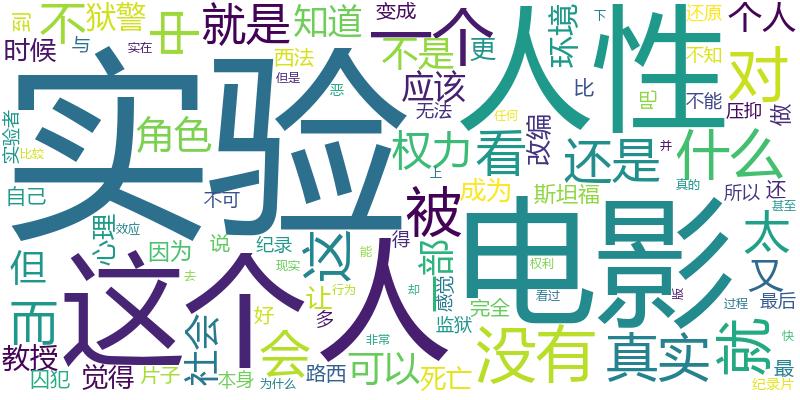 到
不
狱警
中
就是
知道
变成
一个
人性
环境
下
还原
个人
时候
与
实在
西法
但是
不是
更
不知
对
实验
恶
应该
比
吧
不能
压抑
做
实验者
比较
角色
无法
权力
看
任何
改编
还是
并
什么
自己
不可
被
成为
上
斯坦福
真的
所以
还
甚至
心理
效应
因为
说
纪录
这
得
一部
电影
太
但
去
现实
能
感觉
权利
却
看过
又
过程
最后
而
这个
人
让
行为
好
多
非常
完全
监狱
没有
真实
就
快
教授
觉得
社会
会
片子
本身
为什么
路西
可以
死亡
最
囚犯
纪录片